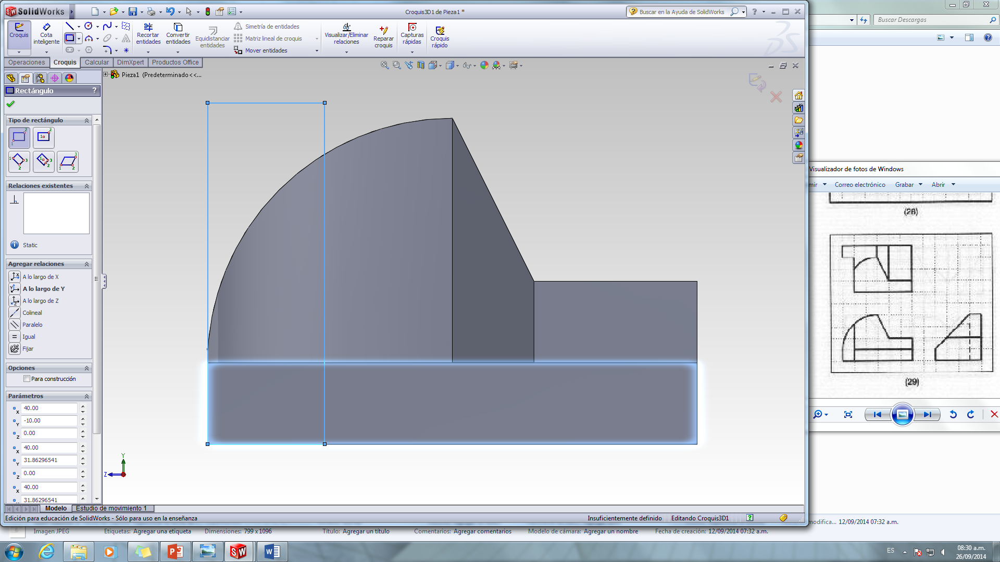 SolidWorks
Croquis3D1 de Pieza1 *
Buscar en la Ayuda de SolidWorks
Buscar Descargas
Croquis
Cota inteligente
Recortar entidades
Convertir entidades
Equidistanciar entidades
Simetría de entidades
Matriz lineal de croquis
Mover entidades
Visualizar/Eliminar relaciones
Reparar croquis
Capturas rápidas
Croquis rápido
Operaciones
Croquis
Calcular
DimXpert
Productos Office
Pieza1 (Predeterminado<<...
Rectángulo
?
Tipo de rectángulo
Relaciones existentes
Static
Agregar relaciones
A lo largo de X
A lo largo de Y
A lo largo de Z
Colineal
Paralelo
Igual
Fijar
Opciones
Para construcción
Parámetros
X 40.00
Y -10.00
Z 0.00
X 40.00
Y 31.86296541
Z 0.00
X 40.00
31.86296541
Y
Z
Modelo
Estudio de movimiento 1
Edición para educación de SolidWorks - Sólo para uso en la enseñanza
Insuficientemente definido
Editando Croquis3D1
Visualizador de fotos de Windows
mir
Correo electrónico
Grabar
Abrir
(28)
(29)
modifica... 12/09/2014 07:32 a.m.
Imagen JPEG
Etiquetas: Agregar una etiqueta
Dimensiones: 799 x 1096
Título: Agregar un título
Comentarios: Agregar comentarios
Modelo de cámara: Agregar un nombre
Fecha de creación: 12/09/2014 07:32 a.m.
ES
08:30 a.m.
26/09/2014